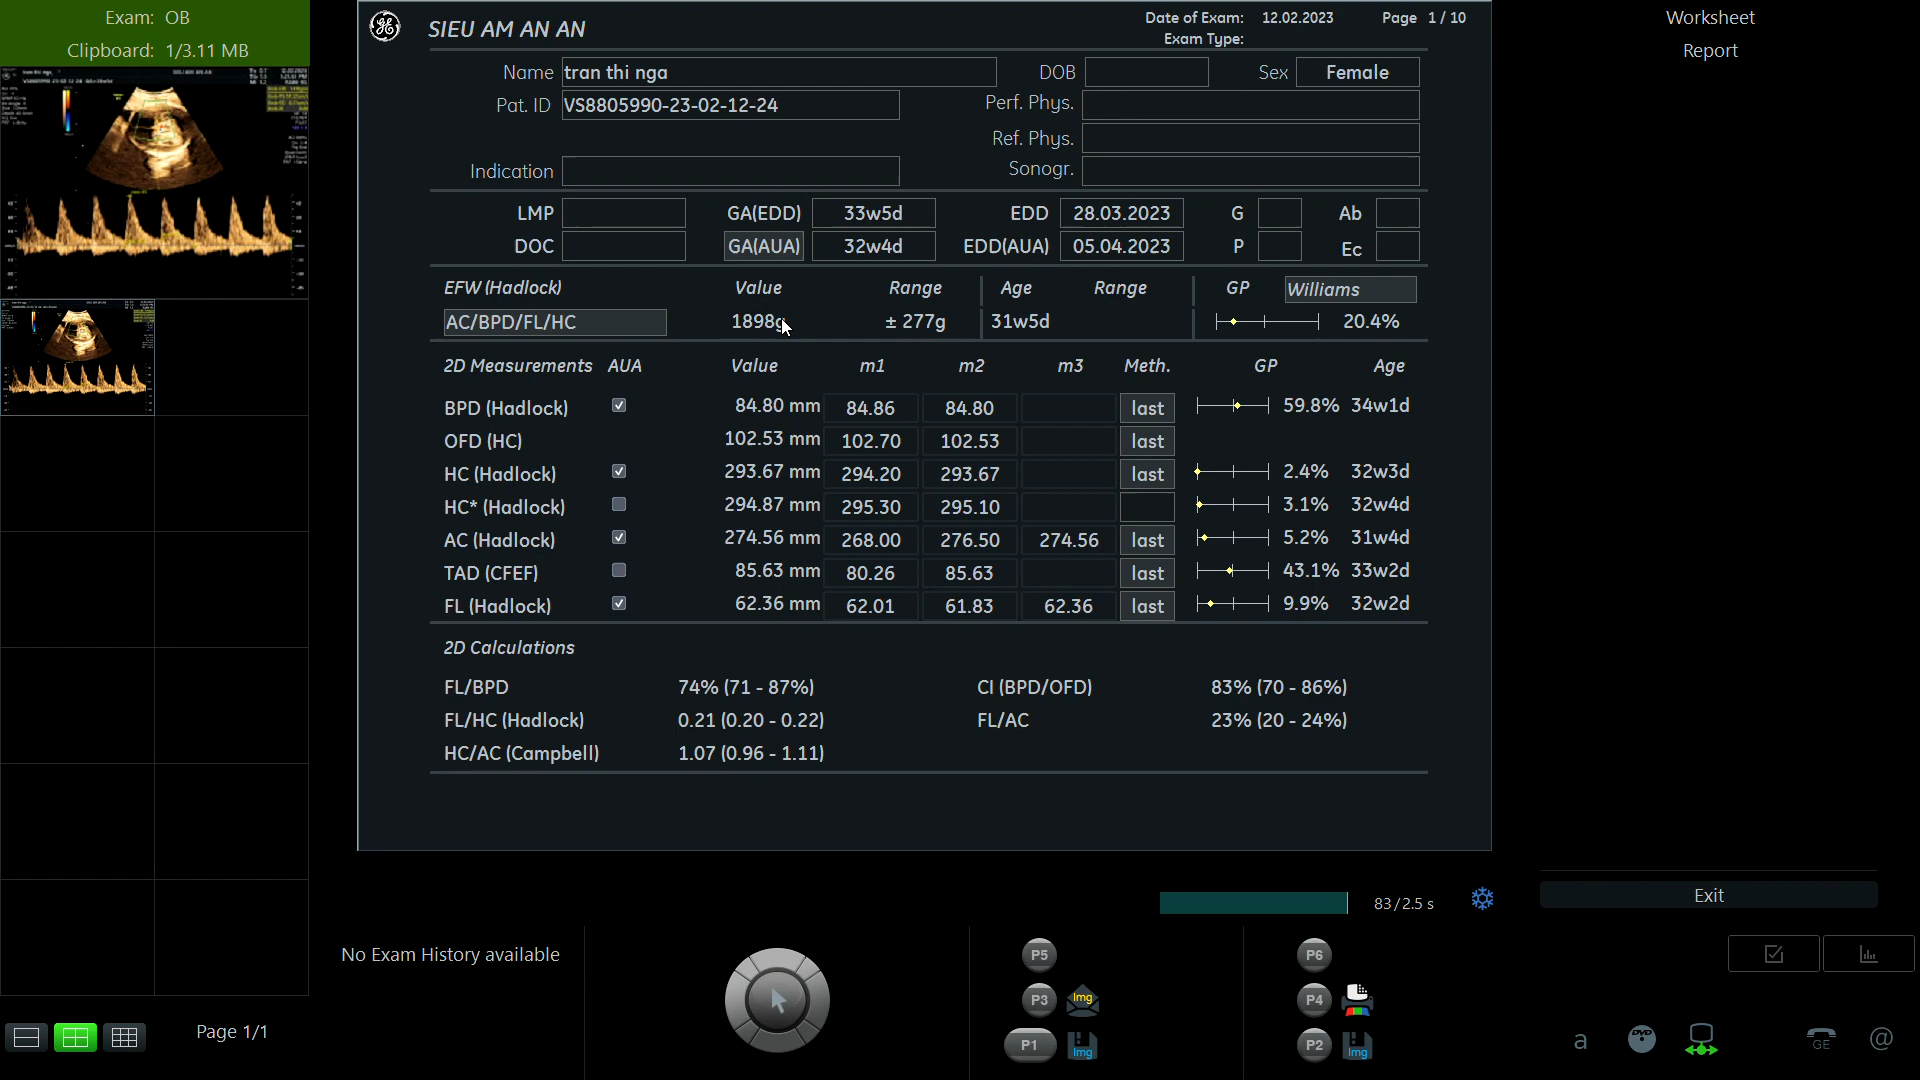 Exam: OB
Clipboard: 1/3.11 MB
SIEU AM AN AN
Date of Exam: 12.02.2023 Page 1 / 10
Exam Type:
Worksheet
Report
Name tran thi nga DOB Sex Female
Pat. ID VS8805990-23-02-12-24 Perf. Phys.
Ref. Phys.
Indication Sonogr.
LMP GA(EDD) 33w5d EDD 28.03.2023 G Ab
DOC GA(AUA) 32w4d EDD(AUA) 05.04.2023 P Ec
EFW (Hadlock) Value Range Age Range GP Williams
AC/BPD/FL/HC 1898g ± 277g 31w5d 20.4%
2D Measurements AUA Value m1 m2 m3 Meth. GP Age
BPD (Hadlock) 84.80 mm 84.86 84.80 last 59.8% 34w1d
OFD (HC) 102.53 mm 102.70 102.53 last
HC (Hadlock) 293.67 mm 294.20 293.67 last 2.4% 32w3d
HC* (Hadlock) 294.87 mm 295.30 295.10 3.1% 32w4d
AC (Hadlock) 274.56 mm 268.00 276.50 274.56 last 5.2% 31w4d
TAD (CFEF) 85.63 mm 80.26 85.63 last 43.1% 33w2d
FL (Hadlock) 62.36 mm 62.01 61.83 62.36 last 9.9% 32w2d
2D Calculations
FL/BPD 74% (71 - 87%) CI (BPD/OFD) 83% (70 - 86%)
FL/HC (Hadlock) 0.21 (0.20 - 0.22) FL/AC 23% (20 - 24%)
HC/AC (Campbell) 1.07 (0.96 - 1.11)
83 / 2.5 s
Exit
No Exam History available
P5
P6
P3 Img
P4
P1 Img
P2 Img
Page 1/1
a DVD GE @